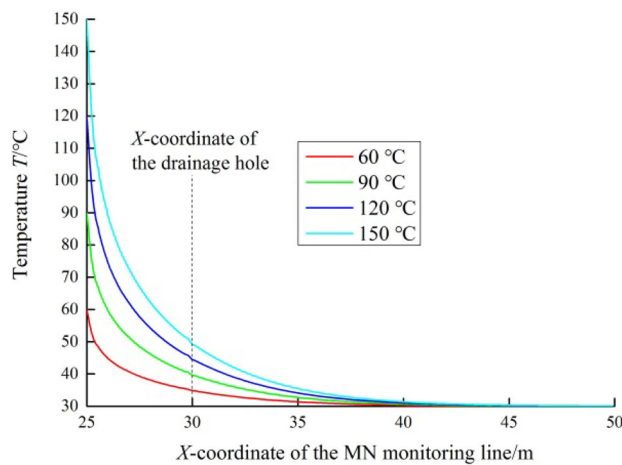 150
140
130
120
110
100
90
80
70
60
50
40
30
Temperature T/°C
X-coordinate of
the drainage hole
60 °C
90 °C
120 °C
150 °C
25
30
35
40
45
50
X-coordinate of the MN monitoring line/m